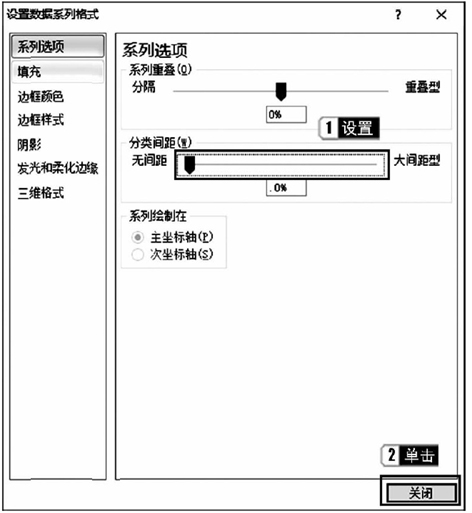 设置数据系列格式 ? ×
系列选项
填充
边框颜色
边框样式
阴影
发光和柔化边缘
三维格式
系列选项
系列重叠(O)
分隔 重叠型
0%
1 设置
分类间距(W)
无间距 大间距型
.0%
系列绘制在
主坐标轴(P)
次坐标轴(S)
2 单击
关闭